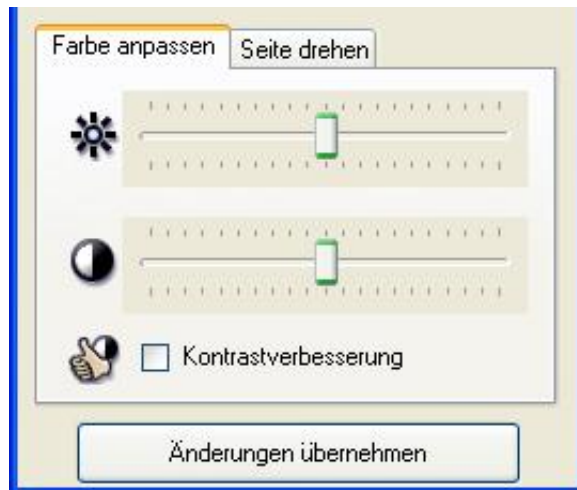 Farbe anpassen
Seite drehen
Kontrastverbesserung
Änderungen übernehmen